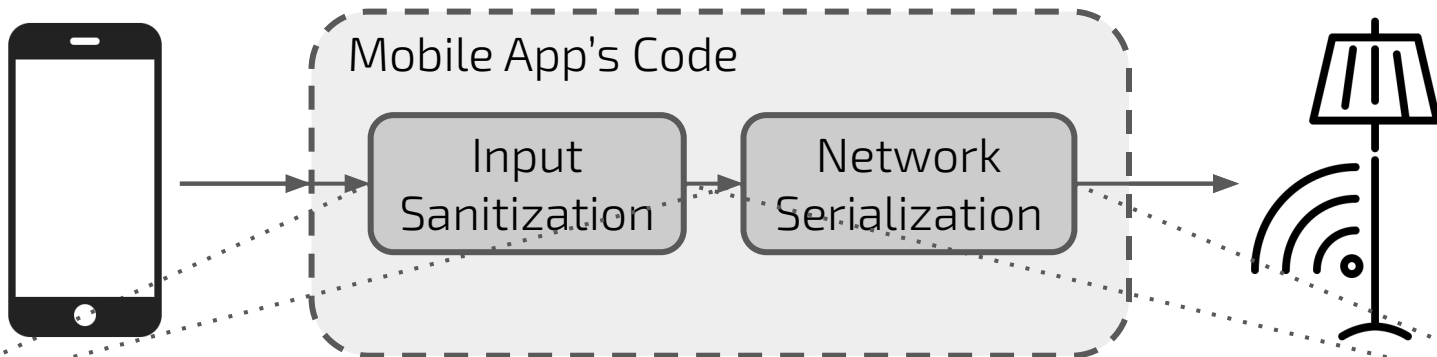 Mobile App's Code
Input
Sanitization
Network
Serialization